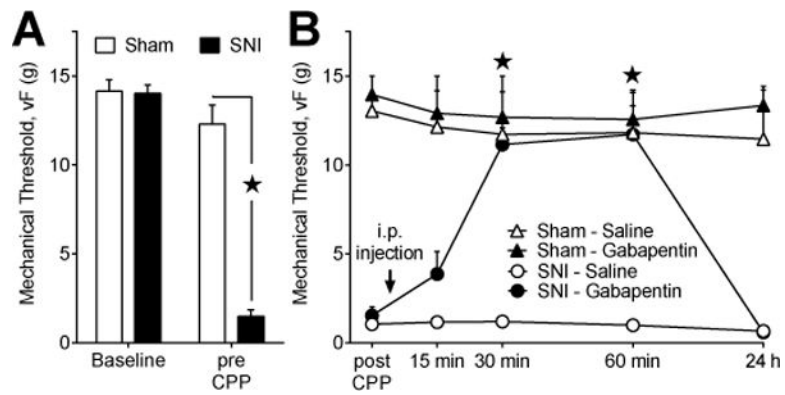 A
Sham
SNI
Mechanical Threshold, vF (g)
15
10
5
0
Baseline
pre
CPP
B
Mechanical Threshold, vF (g)
15
10
5
0
i.p.
injection
Sham - Saline
Sham - Gabapentin
SNI - Saline
SNI - Gabapentin
post
CPP
15 min
30 min
60 min
24 h